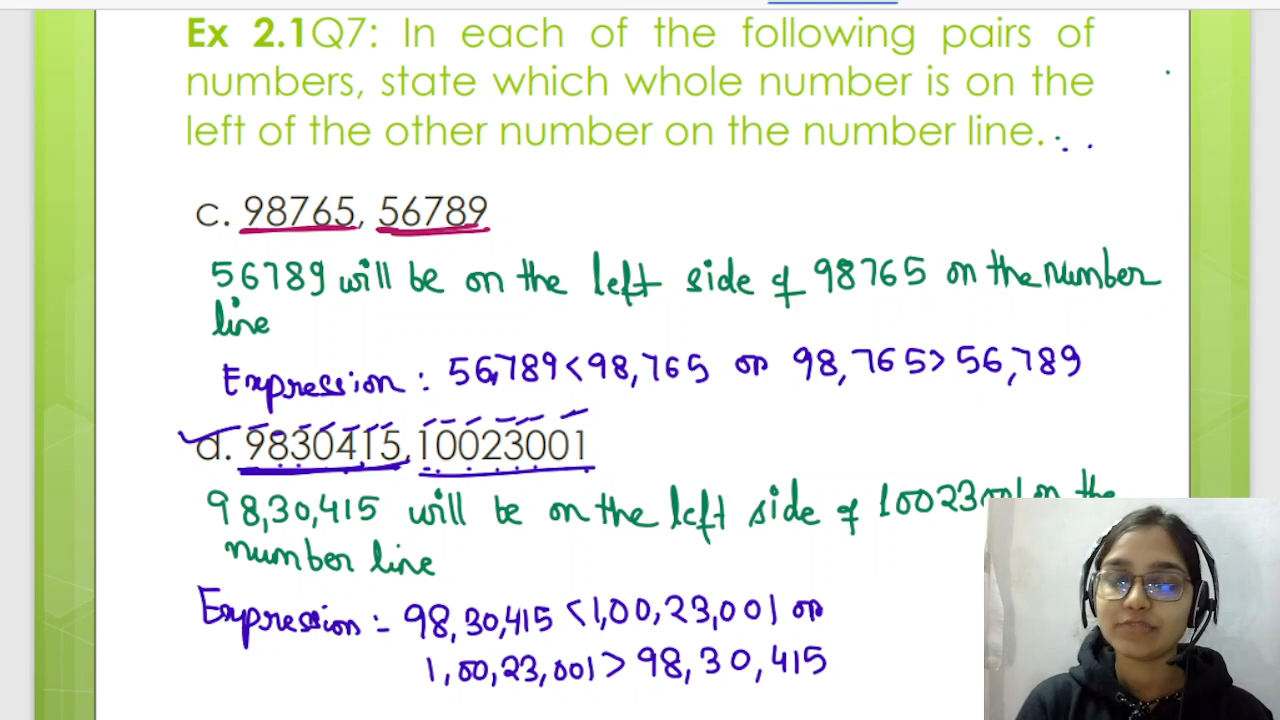 Ex 2.1Q7: In each of the following pairs of
numbers, state which whole number is on the
left of the other number on the number line.
c. 98765, 56789
56789 will be on the left side of 98765 on the number
line
Expression : 56,789 < 98,765 or 98,765 > 56,789
d. 9830415, 10023001
98,30,415 will be on the left side of 10023001 on the
number line
Expression :- 98,30,415 < 1,00,23,001 or
1,00,23,001 > 98,30,415